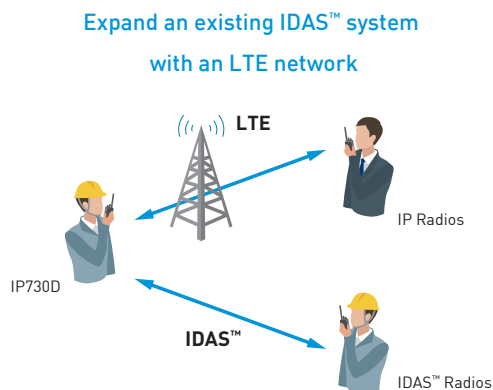 Expand an existing IDAS™ system
with an LTE network
LTE
IP Radios
IP730D
IDAS™
IDAS™ Radios